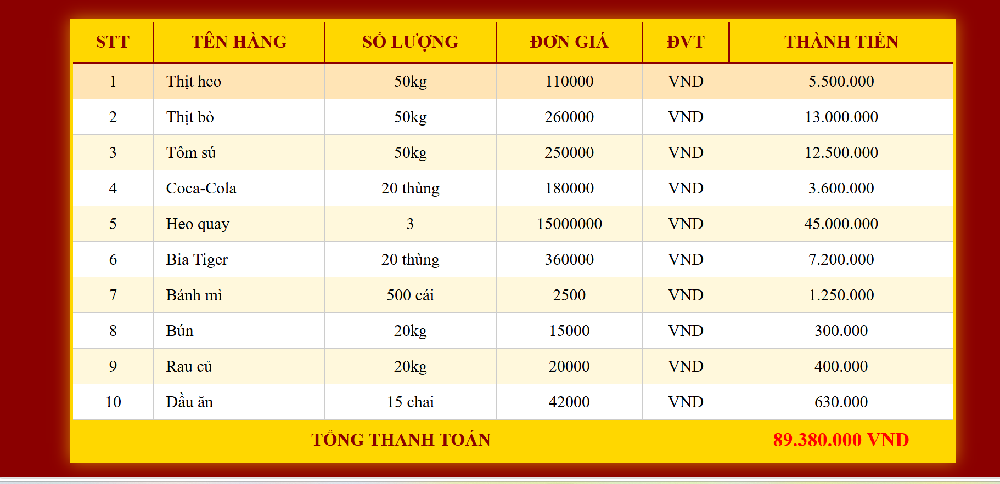 STT TÊN HÀNG SỐ LƯỢNG ĐƠN GIÁ ĐVT THÀNH TIỀN
1 Thịt heo 50kg 110000 VND 5.500.000
2 Thịt bò 50kg 260000 VND 13.000.000
3 Tôm sú 50kg 250000 VND 12.500.000
4 Coca-Cola 20 thùng 180000 VND 3.600.000
5 Heo quay 3 15000000 VND 45.000.000
6 Bia Tiger 20 thùng 360000 VND 7.200.000
7 Bánh mì 500 cái 2500 VND 1.250.000
8 Bún 20kg 15000 VND 300.000
9 Rau củ 20kg 20000 VND 400.000
10 Dầu ăn 15 chai 42000 VND 630.000
TỔNG THANH TOÁN 89.380.000 VND